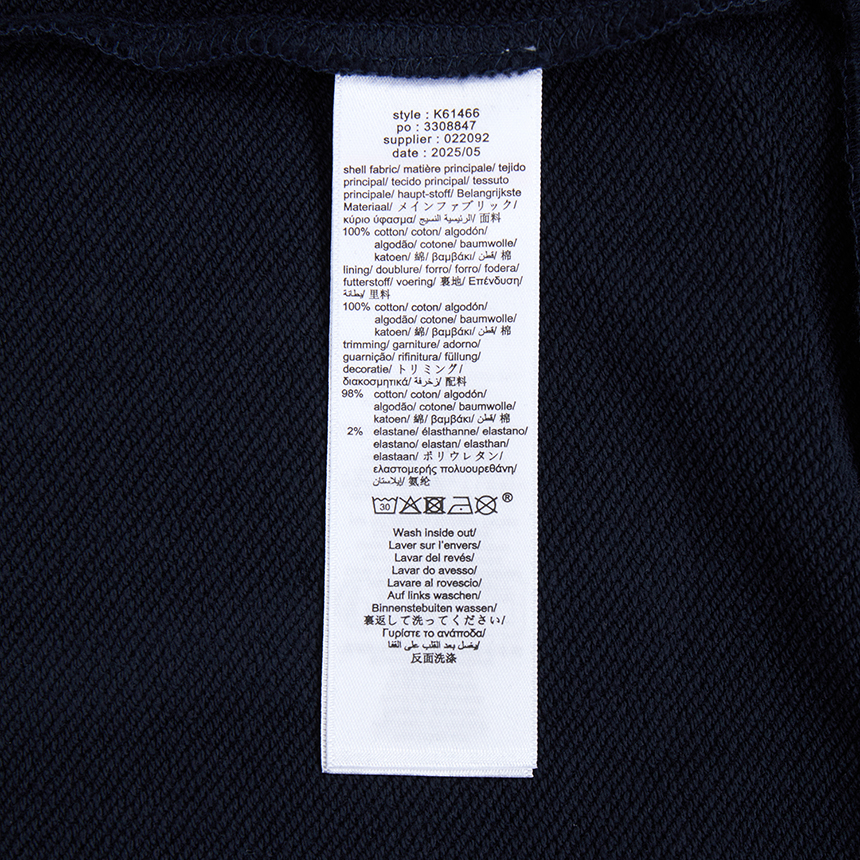 style : K61466
po : 3308847
supplier : 022092
date : 2025/05
shell fabric/ matière principale/ tejido
principal/ tecido principal/ tessuto
principale/ haupt-stoff/ Belangrijkste
Materiaal/ メインファブリック/
κύριο ύφασμα/ الرئيسية النسيج/ 面料
100% cotton/ coton/ algodón/
algodão/ cotone/ baumwolle/
katoen/ 綿/ βαμβάκι/ قطن/ 棉
lining/ doublure/ forro/ forro/ fodera/
futterstoff/ voering/ 裏地/ Επένδυση/
بطانة/ 里料
100% cotton/ coton/ algodón/
algodão/ cotone/ baumwolle/
katoen/ 綿/ βαμβάκι/ قطن/ 棉
trimming/ garniture/ adorno/
guarnição/ rifinitura/ füllung/
decoratie/ トリミング/
διακοσμητικά/ زخرفة/ 配料
98% cotton/ coton/ algodón/
algodão/ cotone/ baumwolle/
katoen/ 綿/ βαμβάκι/ قطن/ 棉
2% elastane/ élasthanne/ elastano/
elastano/ elastan/ elasthan/
elastaan/ ポリウレタン/
ελαστομερής πολυουρεθάνη/
إيلاستان/ 氨纶
30 ®
Wash inside out/
Laver sur l'envers/
Lavar del revés/
Lavar do avesso/
Lavare al rovescio/
Auf links waschen/
Binnenstebuiten wassen/
裏返して洗ってください/
Γυρίστε το ανάποδα/
يغسل بعد القلب على القفا/
反面洗涤